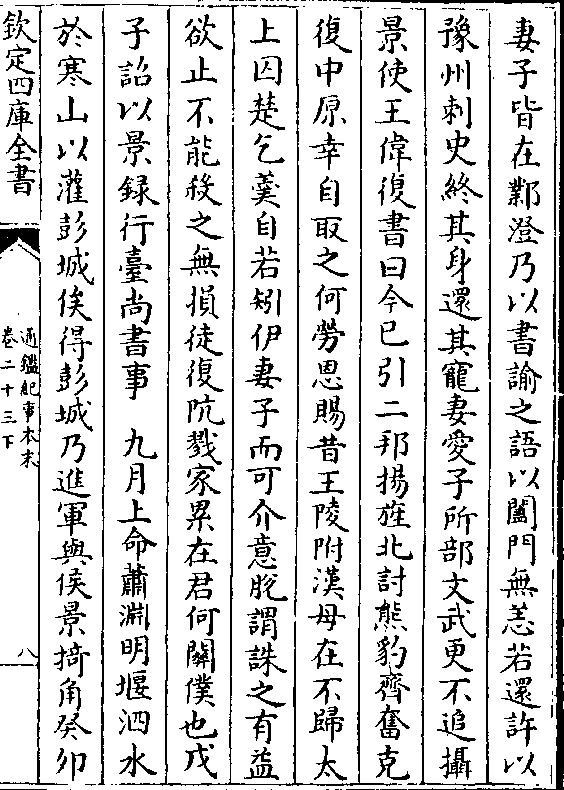 妻子皆在鄴澄乃以書諭之語以闔門無恙若還許以
豫州刺史終其身還其寵妻愛子所部文武更不追攝
景使王偉復書曰今已引二邦揚旌北討熊豹齊奮克
復中原幸自取之何勞恩賜昔王陵附漢母在不歸太
上囚楚乞羹自若矧伊妻子而可介意脫謂誅之有益
欲止不能殺之無損徒復阬戮家累在君何關僕也戊
子詔以景録行臺尚書事　九月上命蕭淵明堰泗水
於寒山以灌彭城俟得彭城乃進軍與侯景掎角癸卯
欽定四庫全書
通鑑紀事本末
卷二十三下
八